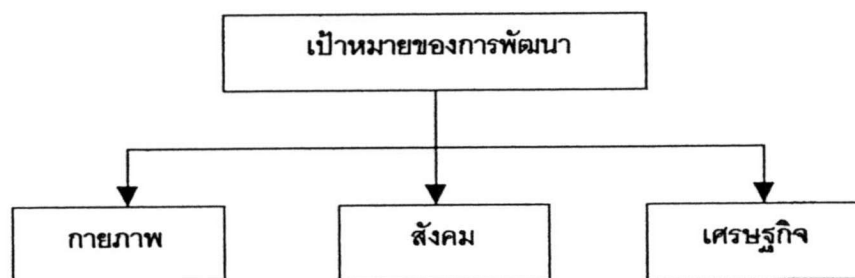 เป้าหมายของการพัฒนา
กายภาพ
สังคม
เศรษฐกิจ